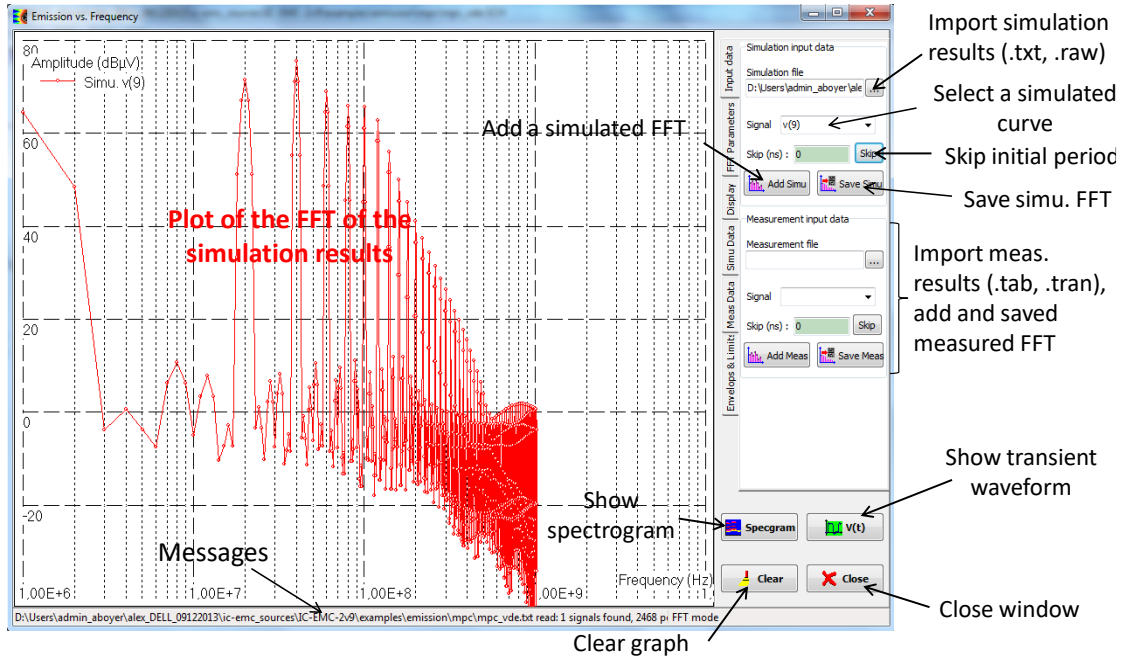 Emission vs. Frequency
80
Amplitude (dBµV)
Simu. v(9)
60
40
20
0
-20
1.00E+6
1.00E+7
1.00E+8
.00E+9
Frequency (Hz)
Plot of the FFT of the
simulation results
Add a simulated FFT
Show
spectrogram
Messages
Input data
FFT Parameters
Display
Simu Data
Meas Data
Envelops & Limits
Simulation input data
Simulation file
D:\Users\admin_aboyer\ale
...
Signal v(9)
Skip (ns) : 0 Skip
Add Simu Save Simu
Measurement input data
Measurement file
...
Signal
Skip (ns) : 0 Skip
Add Meas Save Meas
Specgram V(t)
Clear Close
D:\Users\admin_aboyer\alex_DELL_09122013\ic-emc_sources\IC-EMC-2v9\examples\emission\mpc\mpc_vde.txt read: 1 signals found, 2468 p FFT mode
Import simulation
results (.txt, .raw)
Select a simulated
curve
Skip initial period
Save simu. FFT
Import meas.
results (.tab, .tran),
add and saved
measured FFT
Show transient
waveform
Close window
Clear graph